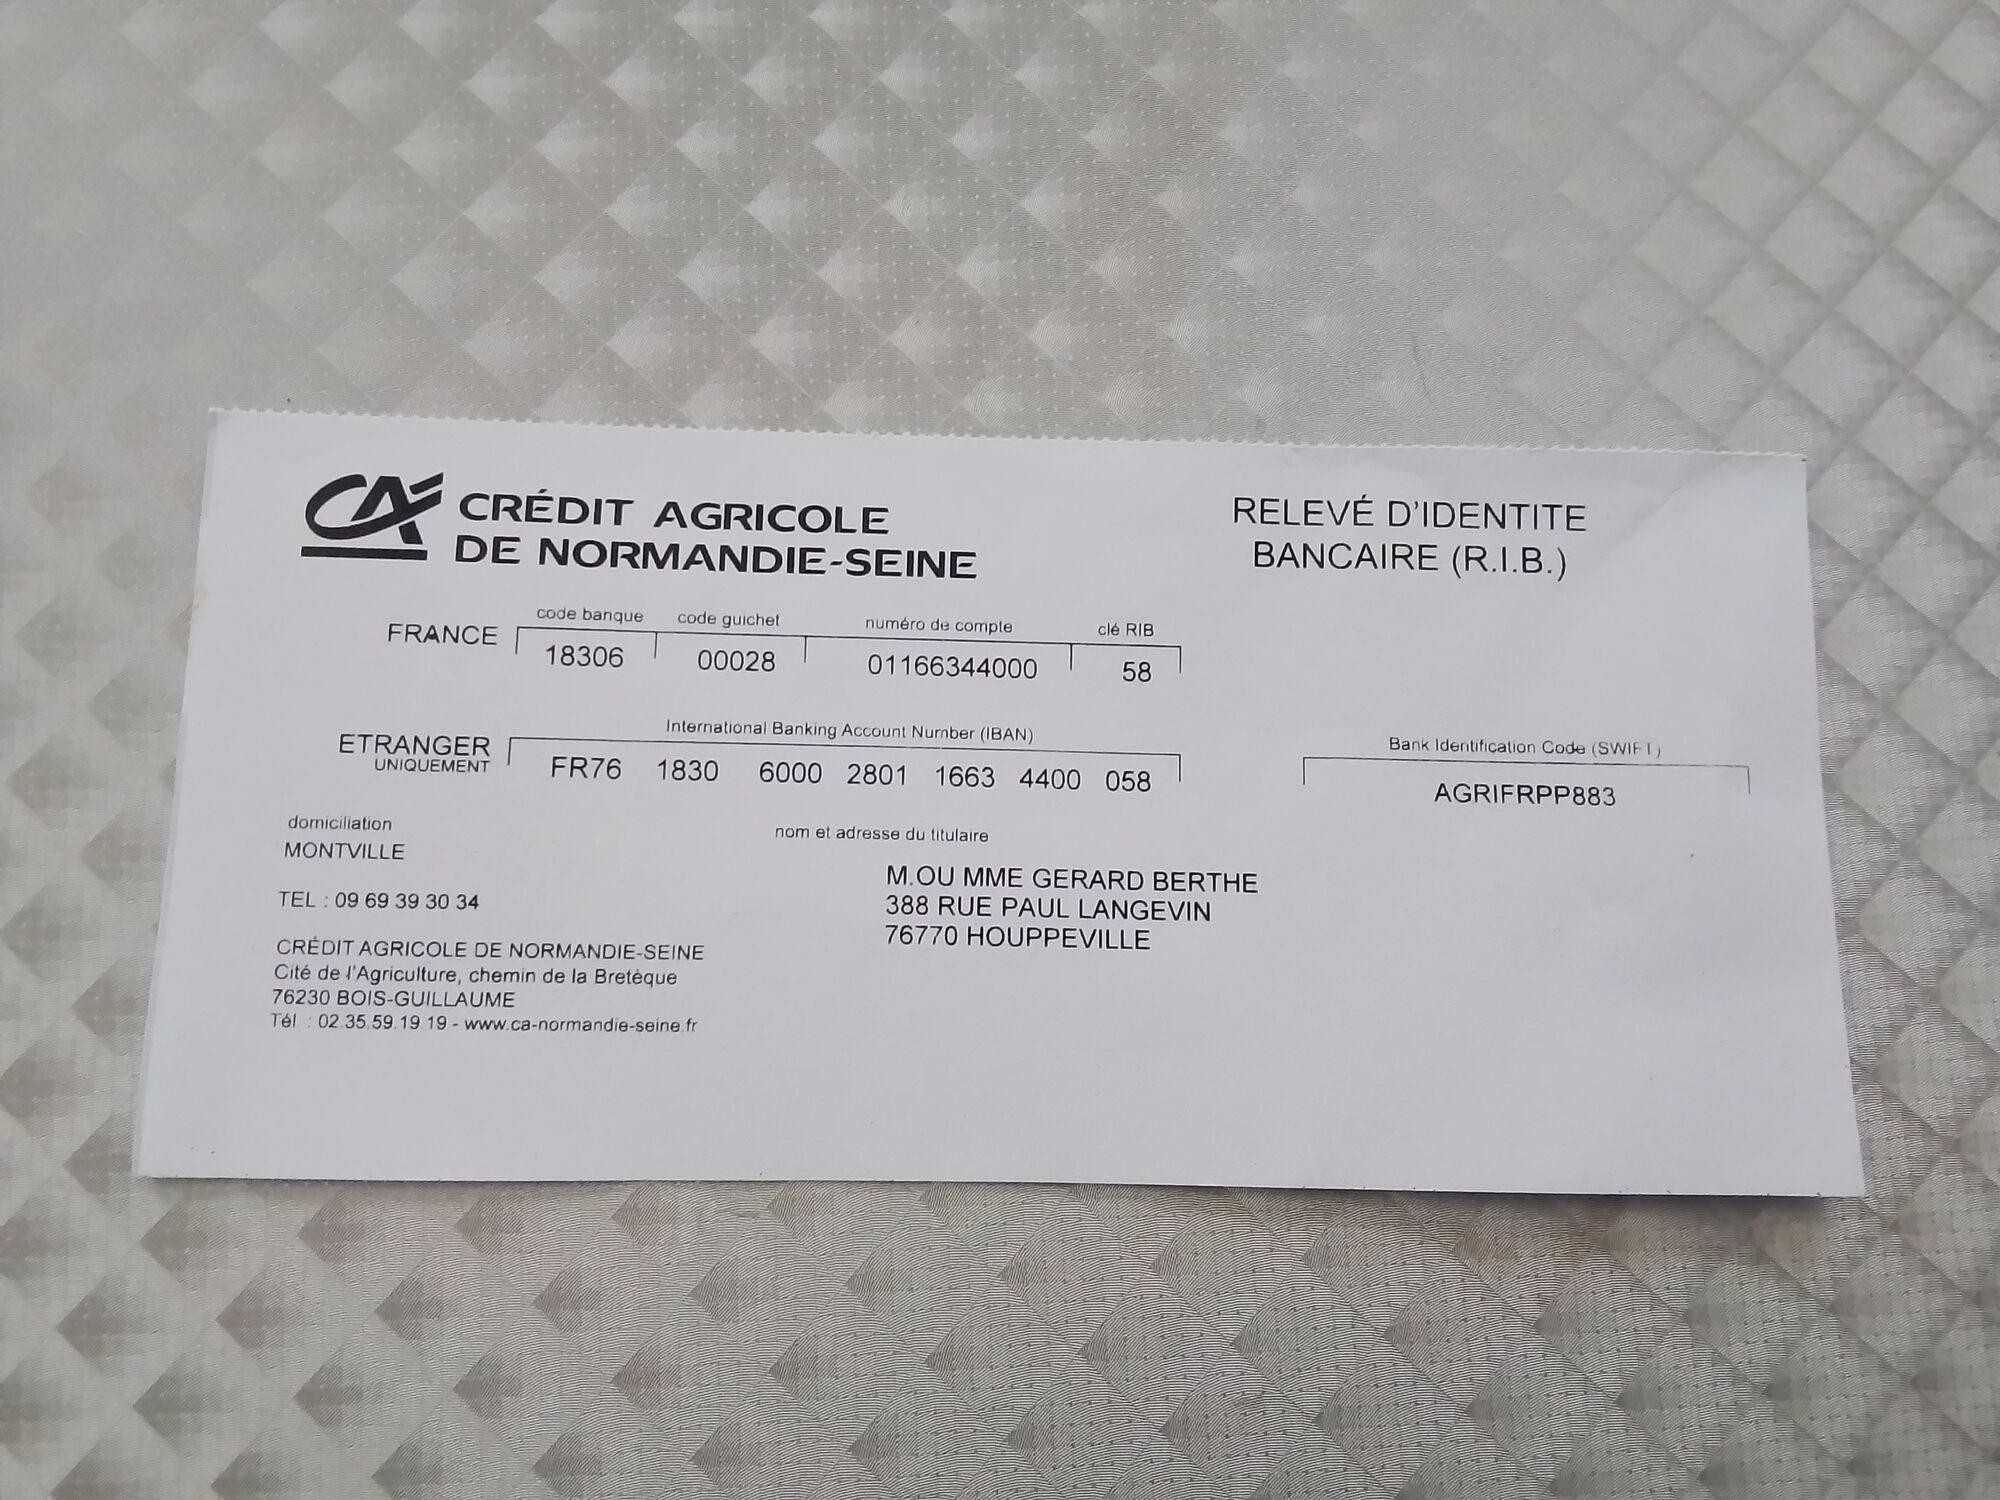 CA CRÉDIT AGRICOLE
DE NORMANDIE-SEINE
RELEVÉ D'IDENTITE
BANCAIRE (R.I.B.)
code banque code guichet numéro de compte clé RIB
FRANCE 18306 00028 01166344000 58
International Banking Account Number (IBAN)
ETRANGER
UNIQUEMENT
FR76 1830 6000 2801 1663 4400 058
Bank Identification Code (SWIFT)
AGRIFRPP883
domiciliation
MONTVILLE
TEL : 09 69 39 30 34
nom et adresse du titulaire
M.OU MME GERARD BERTHE
388 RUE PAUL LANGEVIN
76770 HOUPPEVILLE
CRÉDIT AGRICOLE DE NORMANDIE-SEINE
Cité de l'Agriculture, chemin de la Bretèque
76230 BOIS-GUILLAUME
Tél. : 02.35.59.19.19 - www.ca-normandie-seine.fr